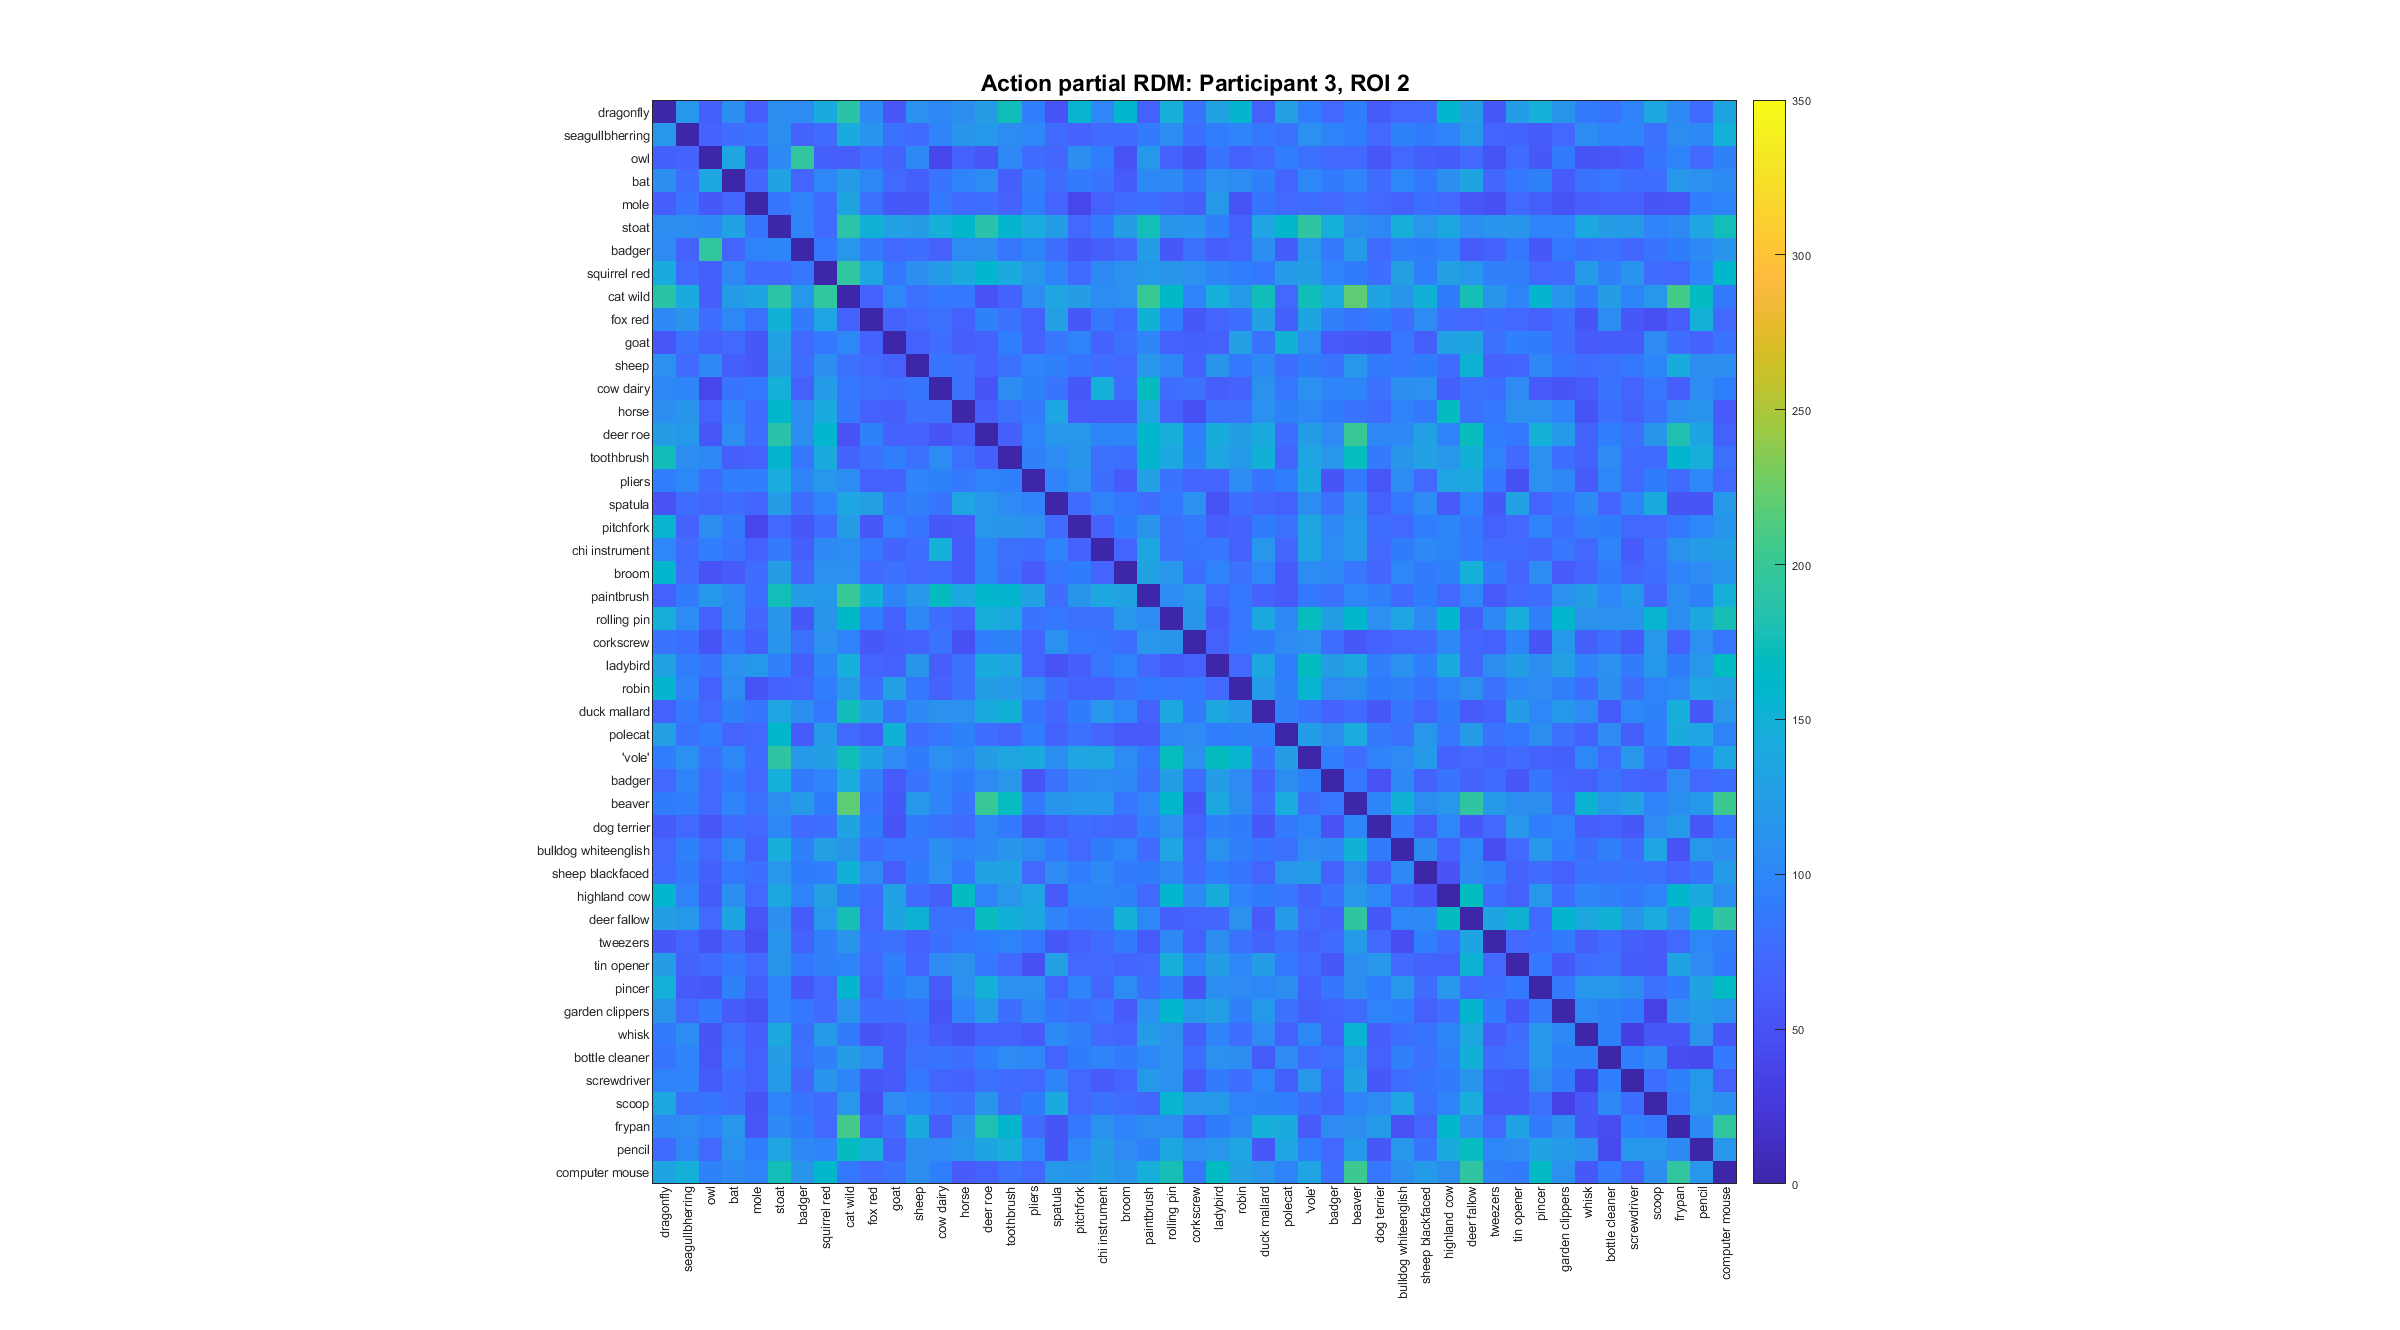 Action partial RDM: Participant 3, ROI 2
dragonfly
seagullbherring
owl
bat
mole
stoat
badger
squirrel red
cat wild
fox red
goat
sheep
cow dairy
horse
deer roe
toothbrush
pliers
spatula
pitchfork
chi instrument
broom
paintbrush
rolling pin
corkscrew
ladybird
robin
duck mallard
polecat
'vole'
badger
beaver
dog terrier
bulldog whiteenglish
sheep blackfaced
highland cow
deer fallow
tweezers
tin opener
pincer
garden clippers
whisk
bottle cleaner
screwdriver
scoop
frypan
pencil
computer mouse
dragonfly
seagullbherring
owl
bat
mole
stoat
badger
squirrel red
cat wild
fox red
goat
sheep
cow dairy
horse
deer roe
toothbrush
pliers
spatula
pitchfork
chi instrument
broom
paintbrush
rolling pin
corkscrew
ladybird
robin
duck mallard
polecat
'vole'
badger
beaver
dog terrier
bulldog whiteenglish
sheep blackfaced
highland cow
deer fallow
tweezers
tin opener
pincer
garden clippers
whisk
bottle cleaner
screwdriver
scoop
frypan
pencil
computer mouse
350
300
250
200
150
100
50
0